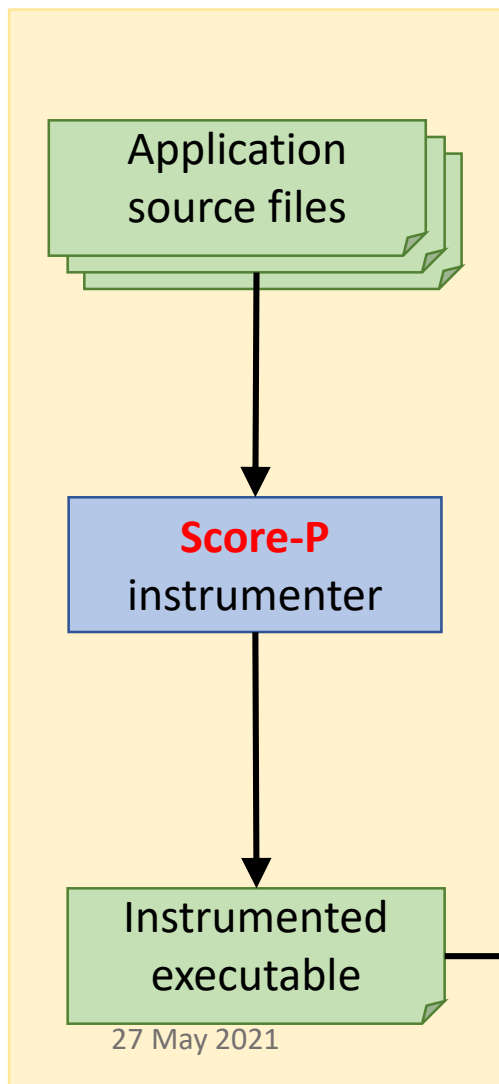 Application
source files
Score-P
instrumenter
Instrumented
executable
27 May 2021